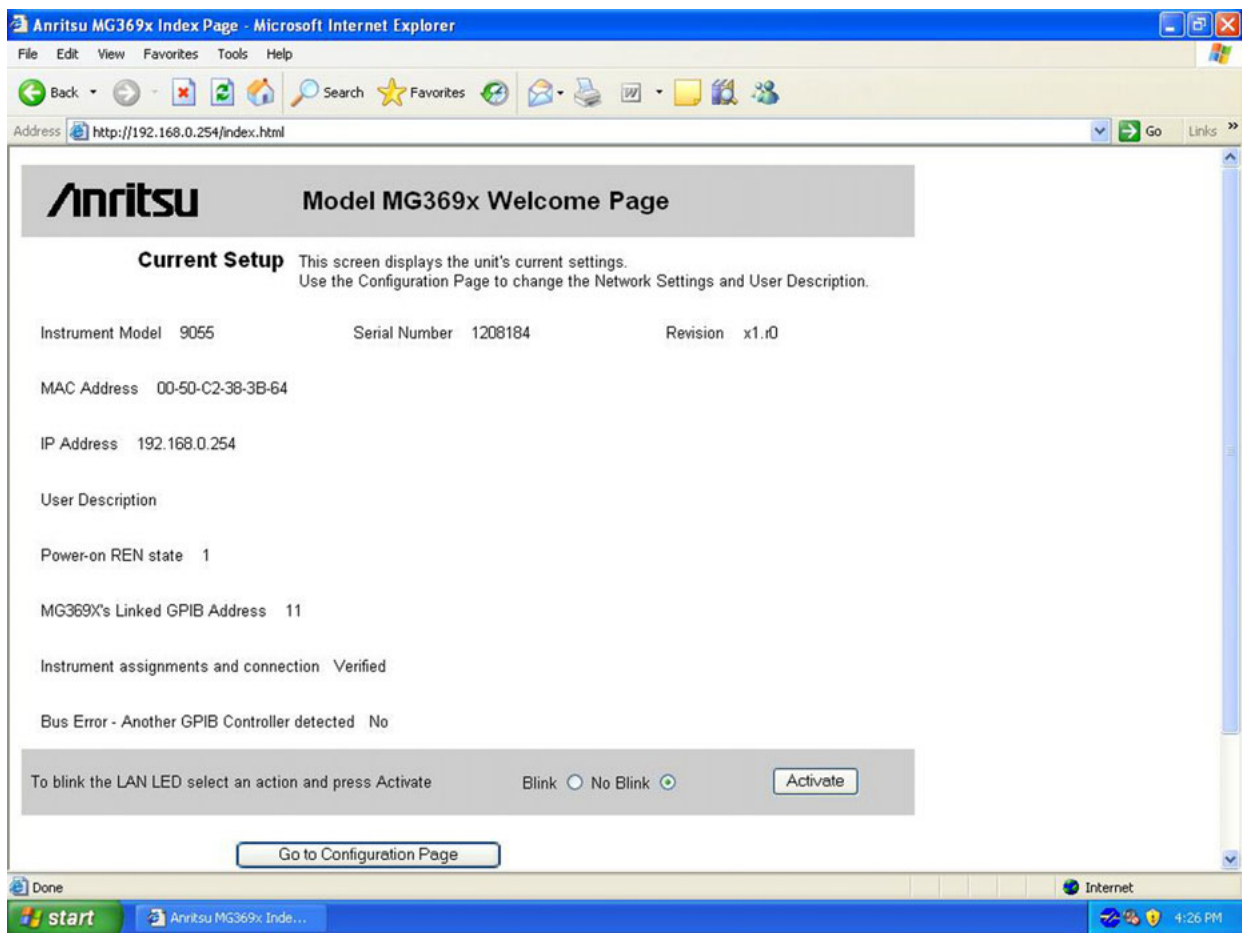 Anritsu MG369x Index Page - Microsoft Internet Explorer
File Edit View Favorites Tools Help
Back Search Favorites
Address http://192.168.0.254/index.html Go Links »
Anritsu Model MG369x Welcome Page
Current Setup This screen displays the unit's current settings.
Use the Configuration Page to change the Network Settings and User Description.
Instrument Model 9055 Serial Number 1208184 Revision x1.r0
MAC Address 00-50-C2-38-3B-64
IP Address 192.168.0.254
User Description
Power-on REN state 1
MG369X's Linked GPIB Address 11
Instrument assignments and connection Verified
Bus Error - Another GPIB Controller detected No
To blink the LAN LED select an action and press Activate Blink No Blink Activate
Go to Configuration Page
Done Internet
start Anritsu MG369x Inde... 4:26 PM